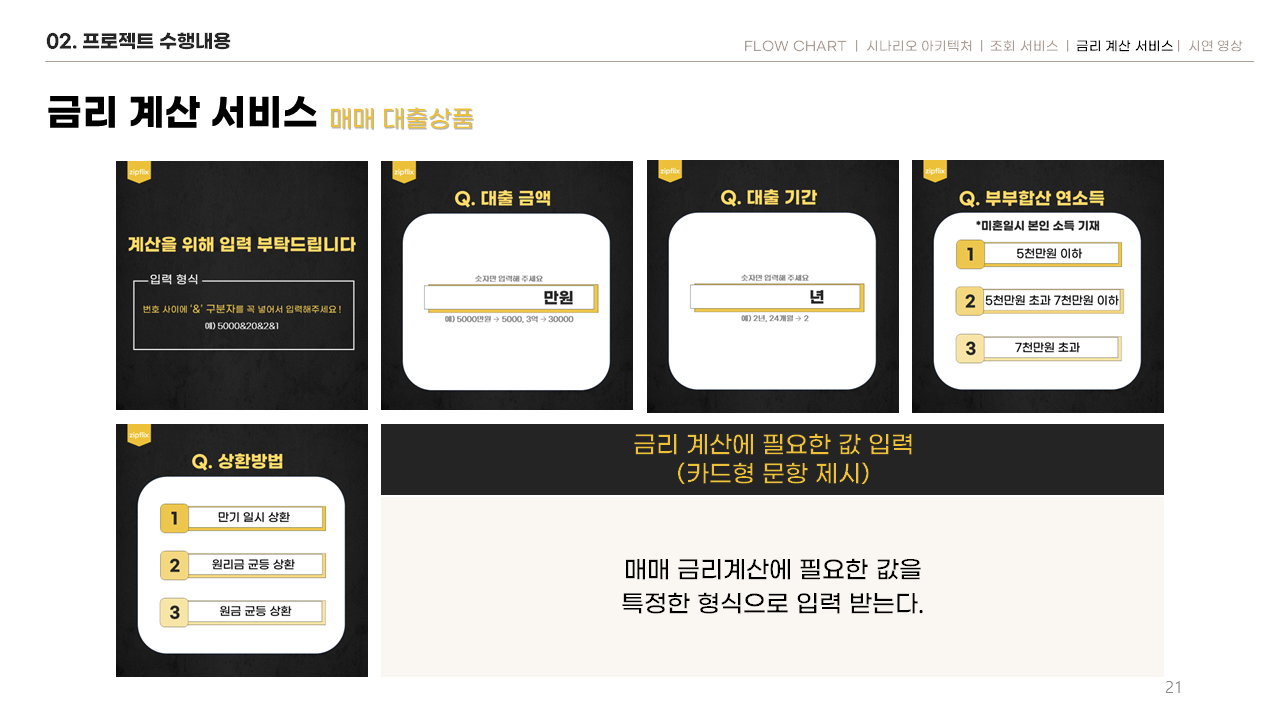 02. 프로젝트 수행내용
FLOW CHART | 시나리오 아키텍처 | 조회 서비스 | 금리 계산 서비스 | 시연 영상
금리 계산 서비스 매매 대출상품
zipflix
계산을 위해 입력 부탁드립니다
입력 형식
번호 사이에 '&' 구분자를 꼭 넣어서 입력해주세요!
예) 5000&20&2&1
zipflix
Q. 대출 금액
숫자만 입력해 주세요
만원
예) 5000만원 → 5000, 3억 → 30000
zipflix
Q. 대출 기간
숫자만 입력해 주세요
년
예) 2년, 24개월 → 2
zipflix
Q. 부부합산 연소득
*미혼일시 본인 소득 기재
1 5천만원 이하
2 5천만원 초과 7천만원 이하
3 7천만원 초과
zipflix
Q. 상환방법
1 만기 일시 상환
2 원리금 균등 상환
3 원금 균등 상환
금리 계산에 필요한 값 입력
(카드형 문항 제시)
매매 금리계산에 필요한 값을
특정한 형식으로 입력 받는다.
21